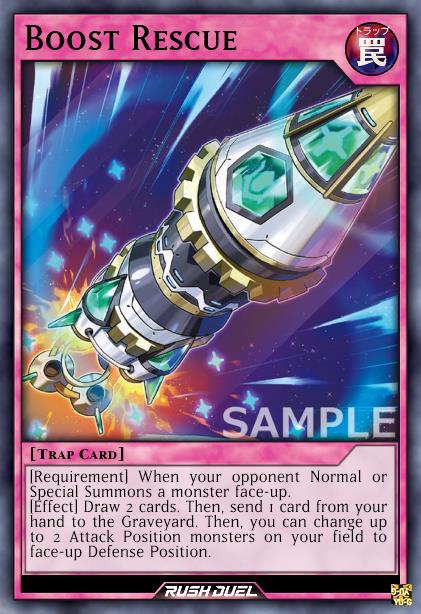 BOOST RESCUE
トラップ
罠
SAMPLE
[TRAP CARD]
[Requirement] When your opponent Normal or
Special Summons a monster face-up.
[Effect] Draw 2 cards. Then, send 1 card from your
hand to the Graveyard. Then, you can change up
to 2 Attack Position monsters on your field to
face-up Defense Position.
RUSH DUEL